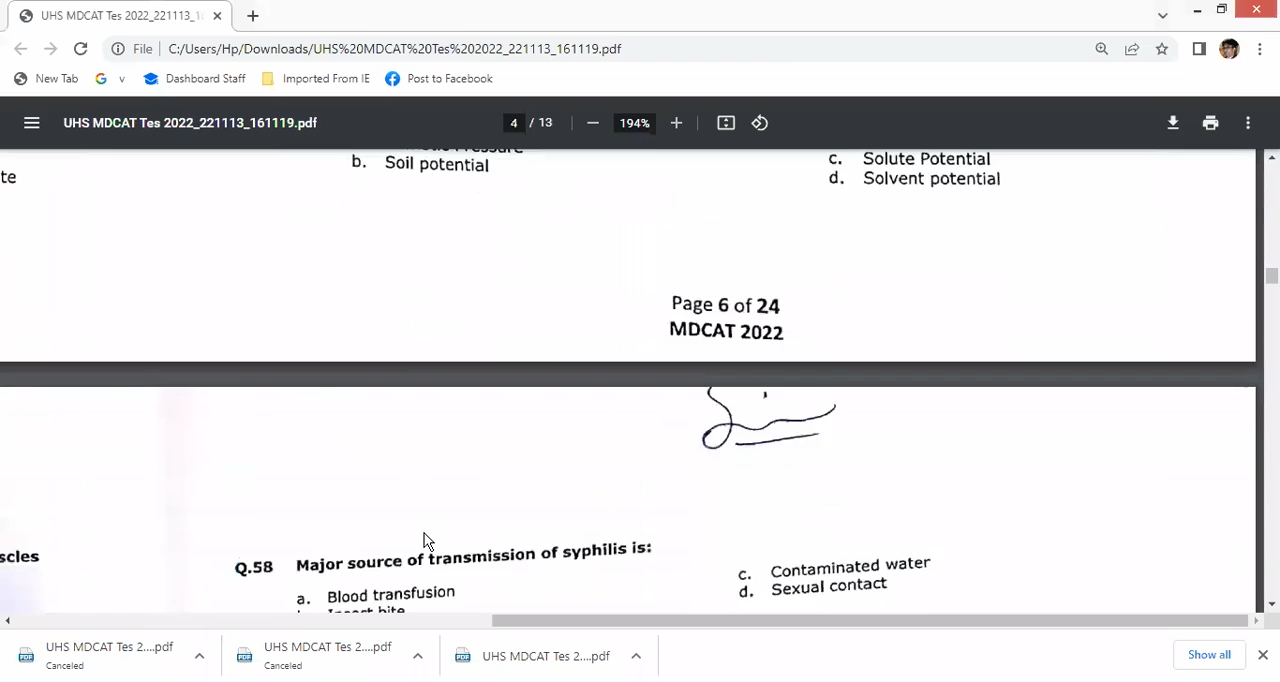 UHS MDCAT Tes 2022_221113_1
File
C:/Users/Hp/Downloads/UHS%20MDCAT%20Tes%202022_221113_161119.pdf
New Tab
Dashboard Staff
Imported From IE
Post to Facebook
UHS MDCAT Tes 2022_221113_161119.pdf
4 / 13
194%
te
b. Soil potential
c. Solute Potential
d. Solvent potential
Page 6 of 24
MDCAT 2022
scles
Q.58 Major source of transmission of syphilis is:
a. Blood transfusion
Insect bite
c. Contaminated water
d. Sexual contact
UHS MDCAT Tes 2....pdf
Canceled
UHS MDCAT Tes 2....pdf
Canceled
UHS MDCAT Tes 2....pdf
Show all